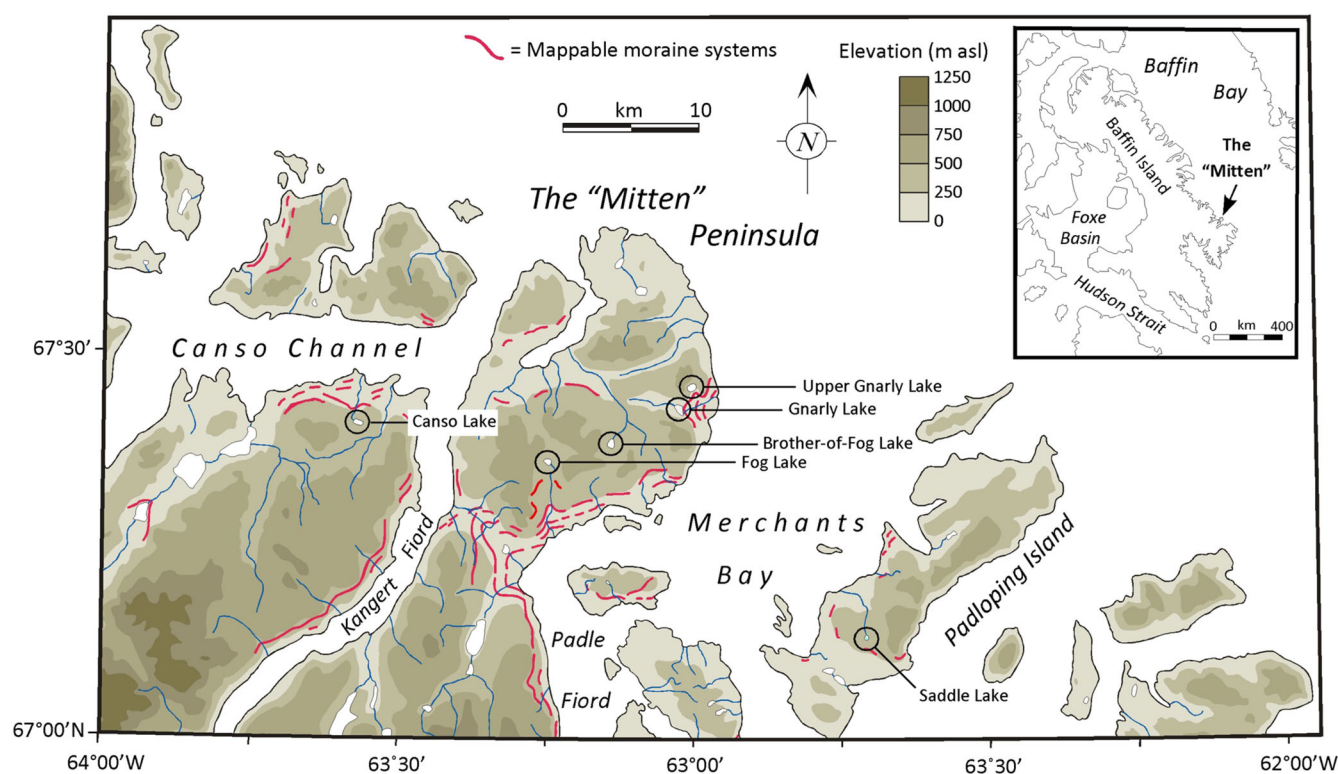 = Mappable moraine systems
Elevation (m asl)
1250
1000
750
500
250
0
0 km 10
N
The “Mitten”
Peninsula
Baffin
Bay
Baffin Island
The
“Mitten”
Foxe
Basin
Hudson Strait
0 km 400
67°30'
Canso Channel
Upper Gnarly Lake
Gnarly Lake
Canso Lake
Brother-of-Fog Lake
Fog Lake
Merchants
Bay
Kangert Fiord
Padle
Fiord
Padloping Island
Saddle Lake
67°00'N
64°00'W
63°30'
63°00'
63°30'
62°00'W